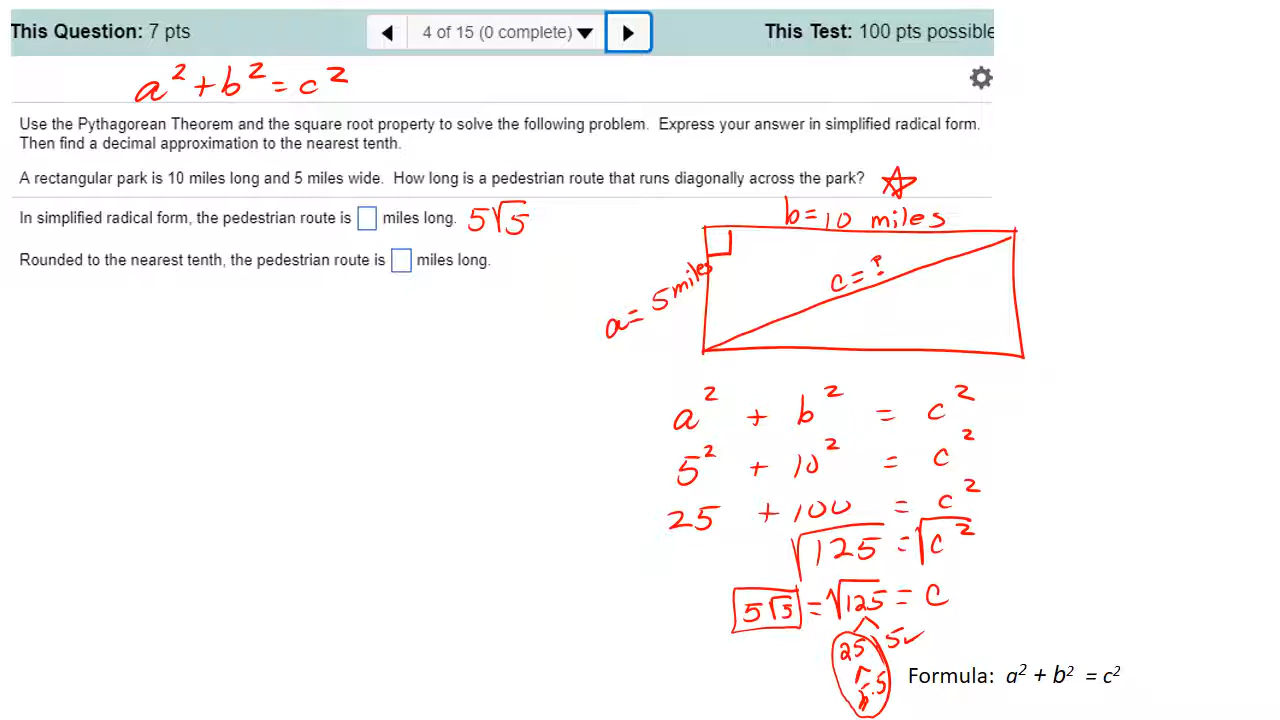 This Question: 7 pts
4 of 15 (0 complete)
This Test: 100 pts possible
a² + b² = c²
Use the Pythagorean Theorem and the square root property to solve the following problem. Express your answer in simplified radical form.
Then find a decimal approximation to the nearest tenth.
A rectangular park is 10 miles long and 5 miles wide. How long is a pedestrian route that runs diagonally across the park?
In simplified radical form, the pedestrian route is miles long. 5√5
Rounded to the nearest tenth, the pedestrian route is miles long.
b = 10 miles
a = 5 miles
c = ?
a² + b² = c²
5² + 10² = c²
25 + 100 = c²
√125 = √c²
5√5 = √125 = c
25 5
5·5
Formula: a² + b² = c²